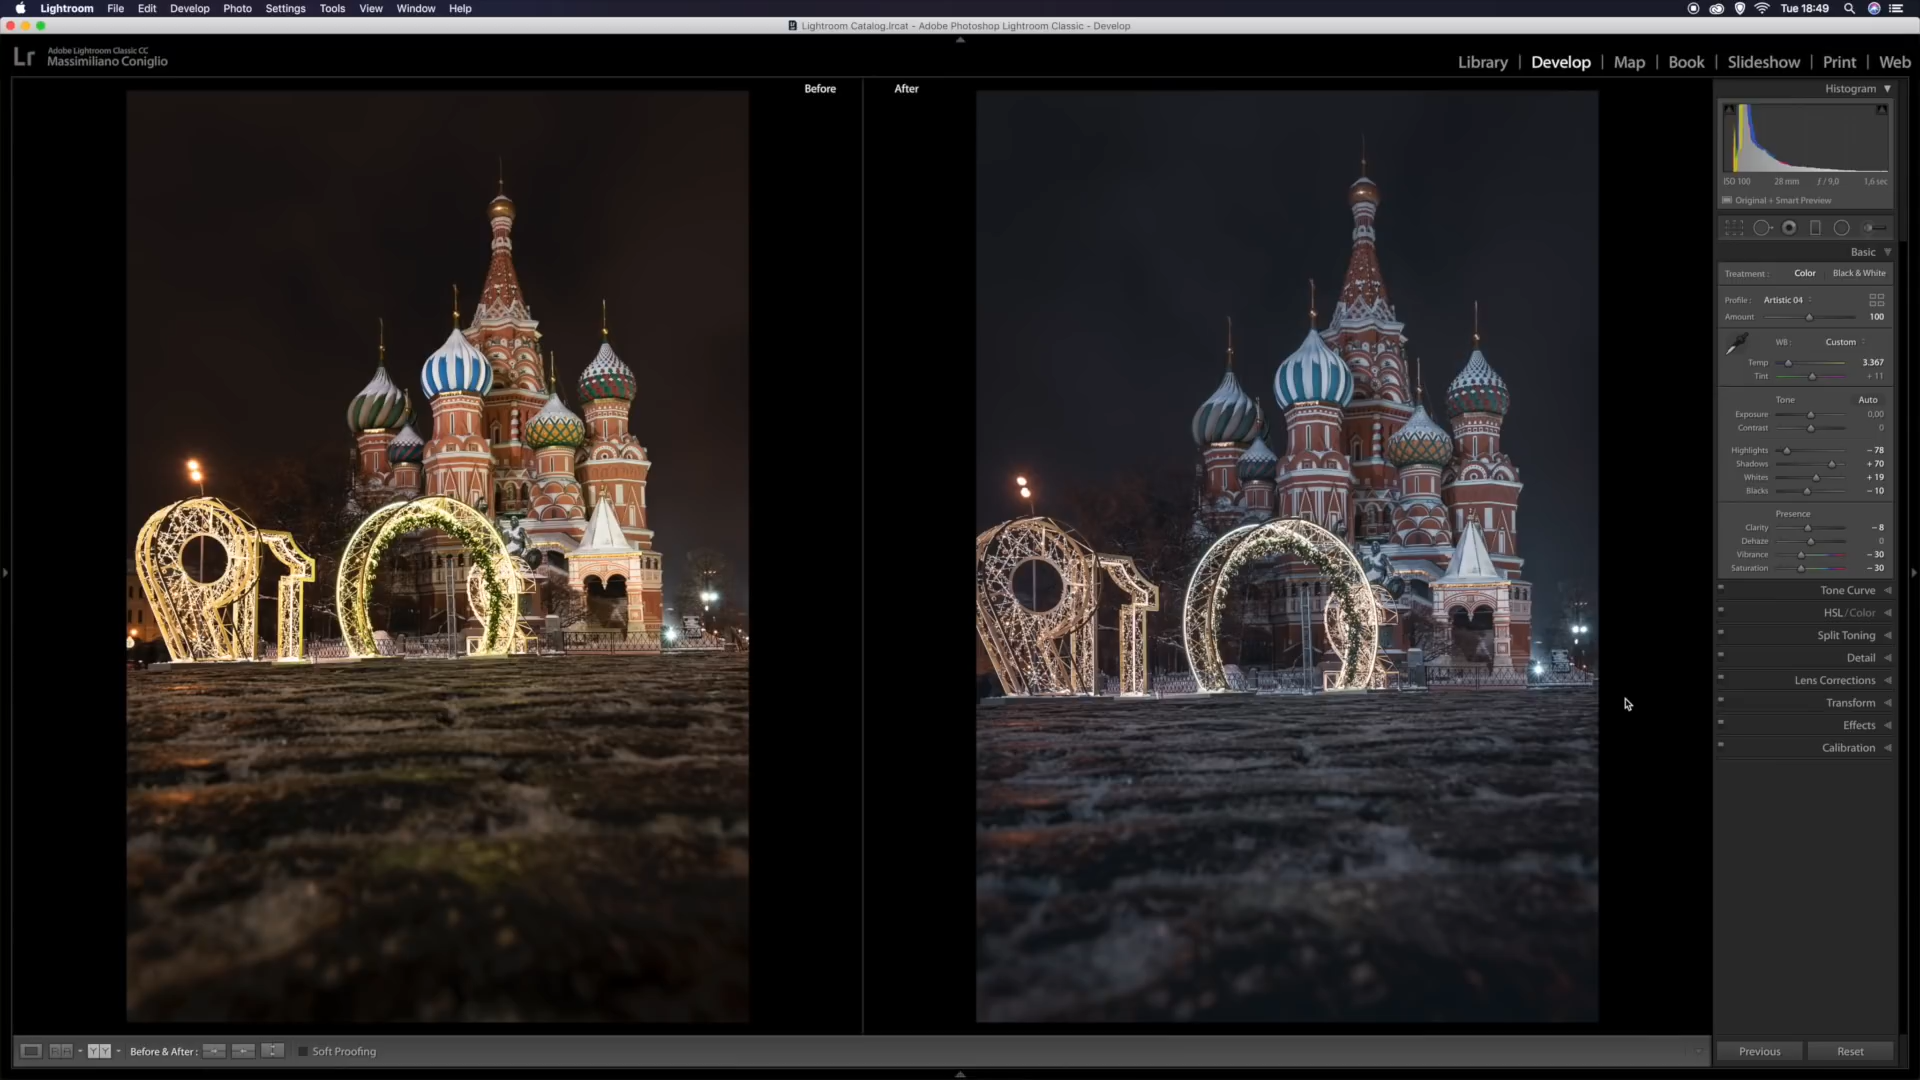 Lightroom File Edit Develop Photo Settings Tools View Window Help Tue 18:49
Lightroom Catalog.lrcat - Adobe Photoshop Lightroom Classic - Develop
Lr Adobe Lightroom Classic CC
Massimiliano Coniglio
Library | Develop | Map | Book | Slideshow | Print | Web
Before After
Histogram
ISO 100 28 mm ƒ / 9,0 1,6 sec
Original + Smart Preview
Basic
Treatment : Color Black & White
Profile : Artistic 04
Amount 100
WB : Custom
Temp 3.367
Tint + 11
Tone Auto
Exposure 0,00
Contrast 0
Highlights − 78
Shadows + 70
Whites + 19
Blacks − 10
Presence
Clarity − 8
Dehaze 0
Vibrance − 30
Saturation − 30
Tone Curve
HSL / Color
Split Toning
Detail
Lens Corrections
Transform
Effects
Calibration
Before & After : Soft Proofing
Previous Reset